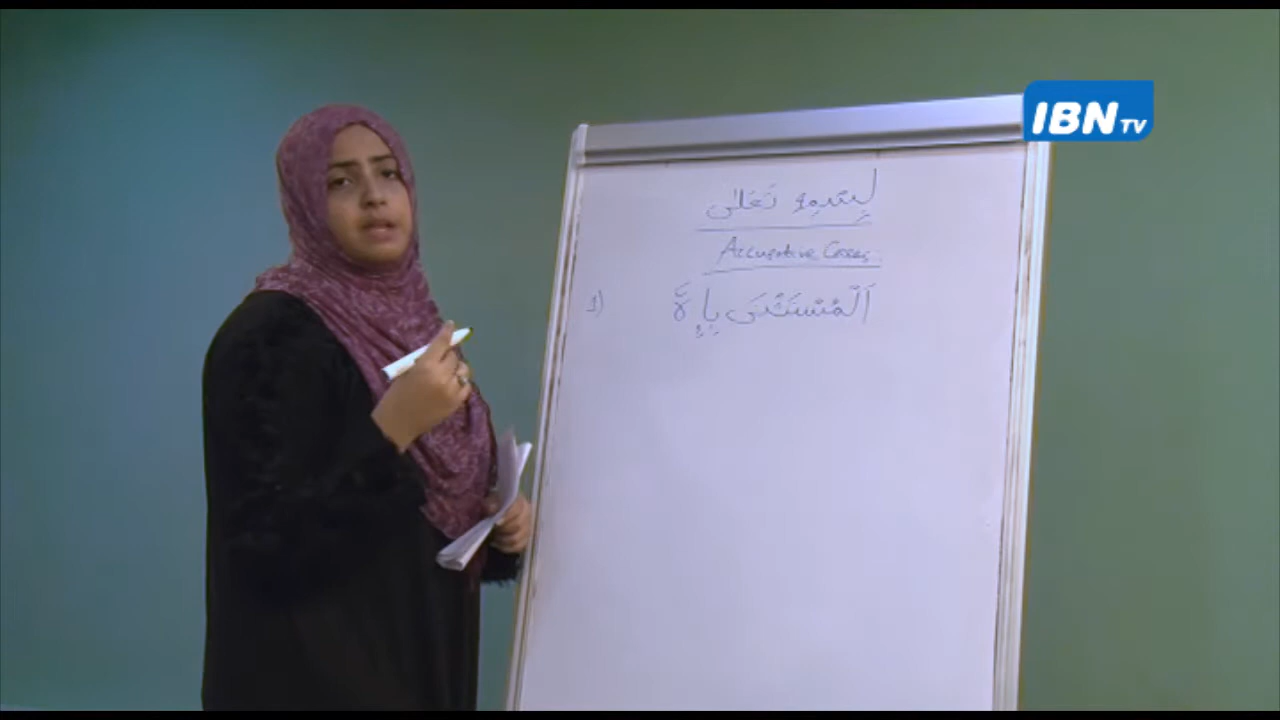 IBN TV
بِسْمِهِ تَعَالَى
Accusative Cases:
1) اَلْمُسْتَثْنَى بِإِلَّا